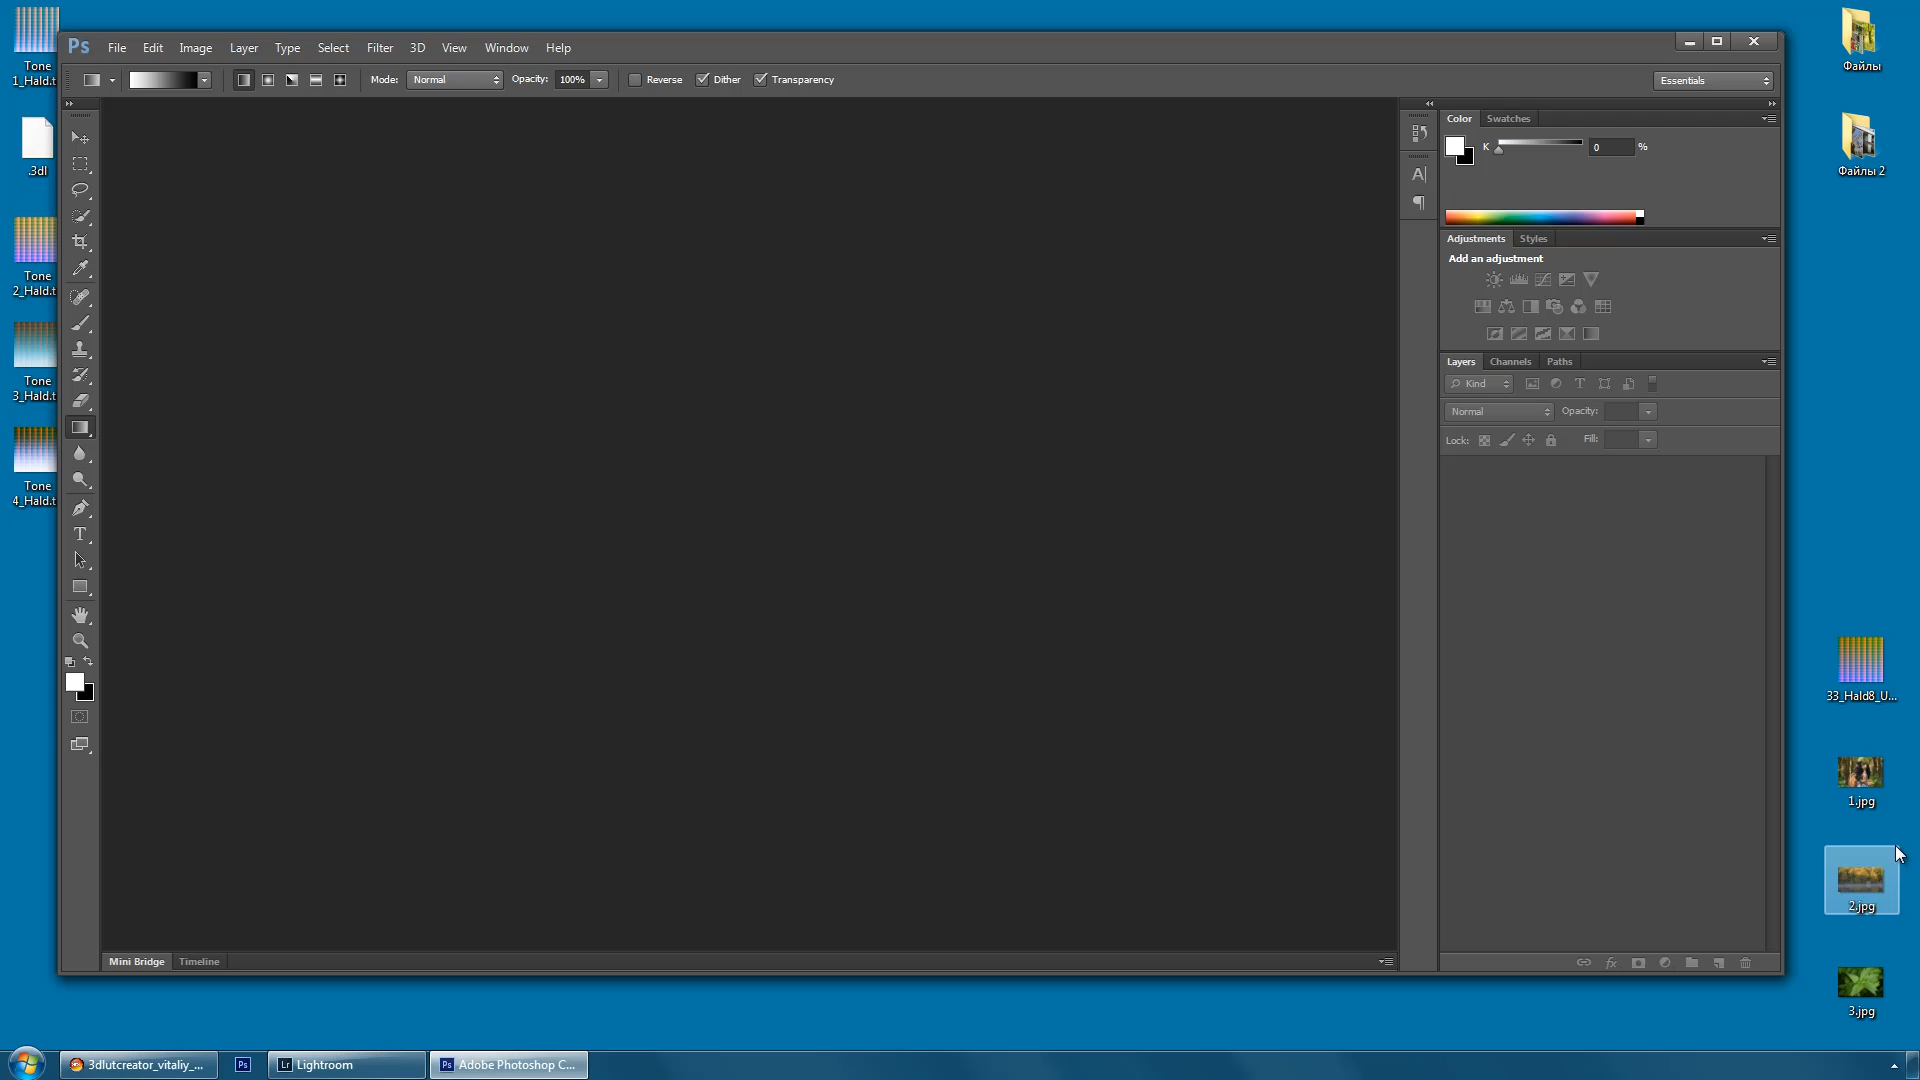 Tone
1_Hald.t
.3dl
Tone
2_Hald.t
Tone
3_Hald.t
Tone
4_Hald.t
Ps File Edit Image Layer Type Select Filter 3D View Window Help
Mode: Normal Opacity: 100% Reverse Dither Transparency Essentials
Color Swatches
K 0 %
Adjustments Styles
Add an adjustment
Layers Channels Paths
Kind
Normal Opacity:
Lock: Fill:
Mini Bridge Timeline
Файлы
Файлы 2
33_Hald8_U...
1.jpg
2.jpg
3.jpg
3dlutcreator_vitaliy_... Ps Lr Lightroom Ps Adobe Photoshop C...